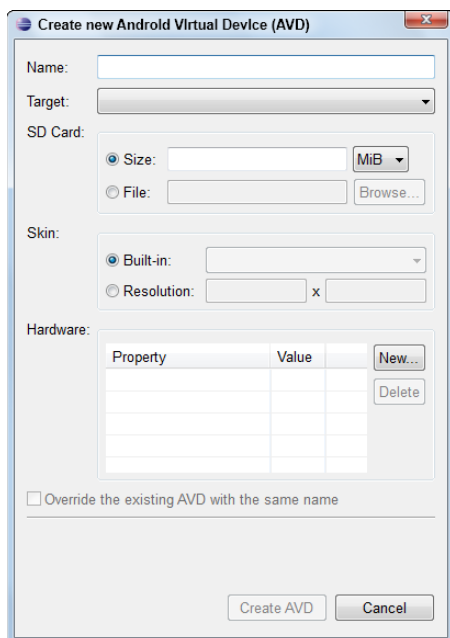 Create new Android Virtual Device (AVD)
Name:
Target:
SD Card:
Size: MiB
File: Browse...
Skin:
Built-in:
Resolution: x
Hardware:
Property Value New...
Delete
Override the existing AVD with the same name
Create AVD Cancel